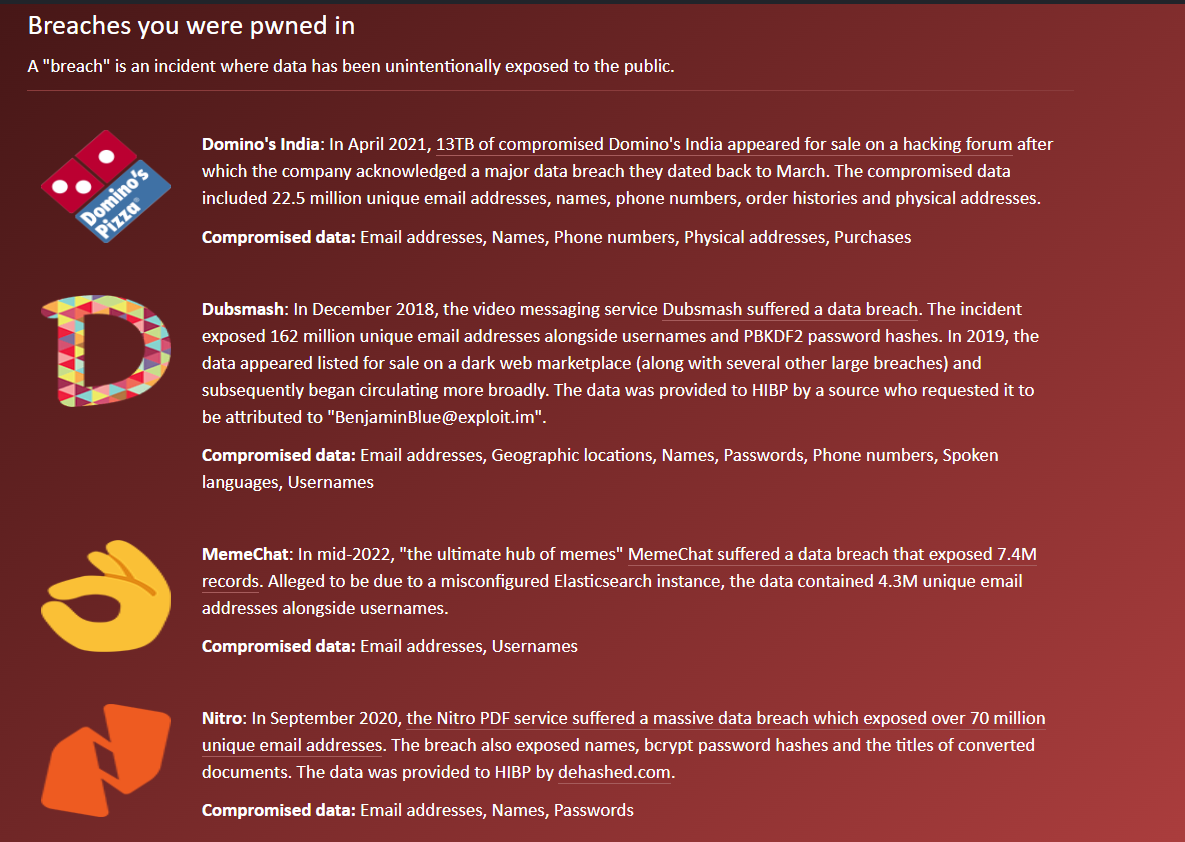 Breaches you were pwned in
A "breach" is an incident where data has been unintentionally exposed to the public.
Domino's Pizza
Domino's India: In April 2021, 13TB of compromised Domino's India appeared for sale on a hacking forum after
which the company acknowledged a major data breach they dated back to March. The compromised data
included 22.5 million unique email addresses, names, phone numbers, order histories and physical addresses.
Compromised data: Email addresses, Names, Phone numbers, Physical addresses, Purchases
Dubsmash: In December 2018, the video messaging service Dubsmash suffered a data breach. The incident
exposed 162 million unique email addresses alongside usernames and PBKDF2 password hashes. In 2019, the
data appeared listed for sale on a dark web marketplace (along with several other large breaches) and
subsequently began circulating more broadly. The data was provided to HIBP by a source who requested it to
be attributed to "BenjaminBlue@exploit.im".
Compromised data: Email addresses, Geographic locations, Names, Passwords, Phone numbers, Spoken
languages, Usernames
MemeChat: In mid-2022, "the ultimate hub of memes" MemeChat suffered a data breach that exposed 7.4M
records. Alleged to be due to a misconfigured Elasticsearch instance, the data contained 4.3M unique email
addresses alongside usernames.
Compromised data: Email addresses, Usernames
Nitro: In September 2020, the Nitro PDF service suffered a massive data breach which exposed over 70 million
unique email addresses. The breach also exposed names, bcrypt password hashes and the titles of converted
documents. The data was provided to HIBP by dehashed.com.
Compromised data: Email addresses, Names, Passwords